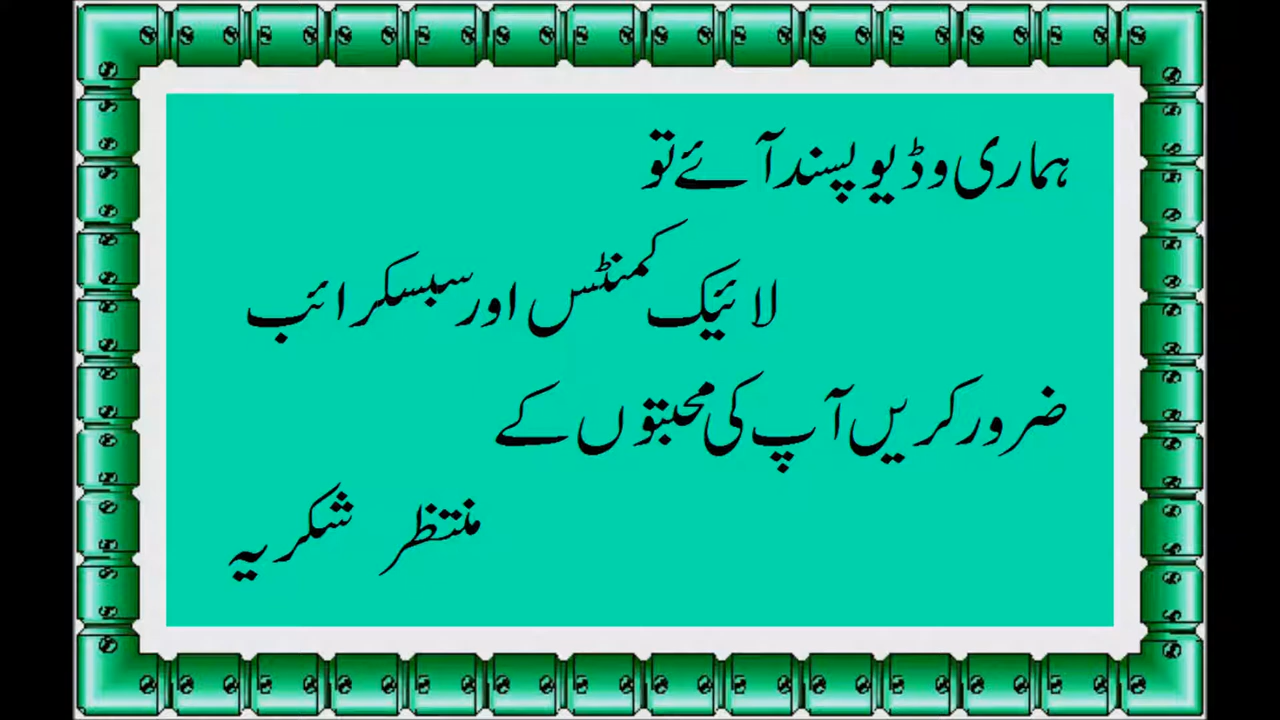 ہماری وڈیو پسند آئے تو
لائیک کمنٹس اور سبسکرائب
ضرور کریں آپ کی محبتوں کے
منتظر شکریہ